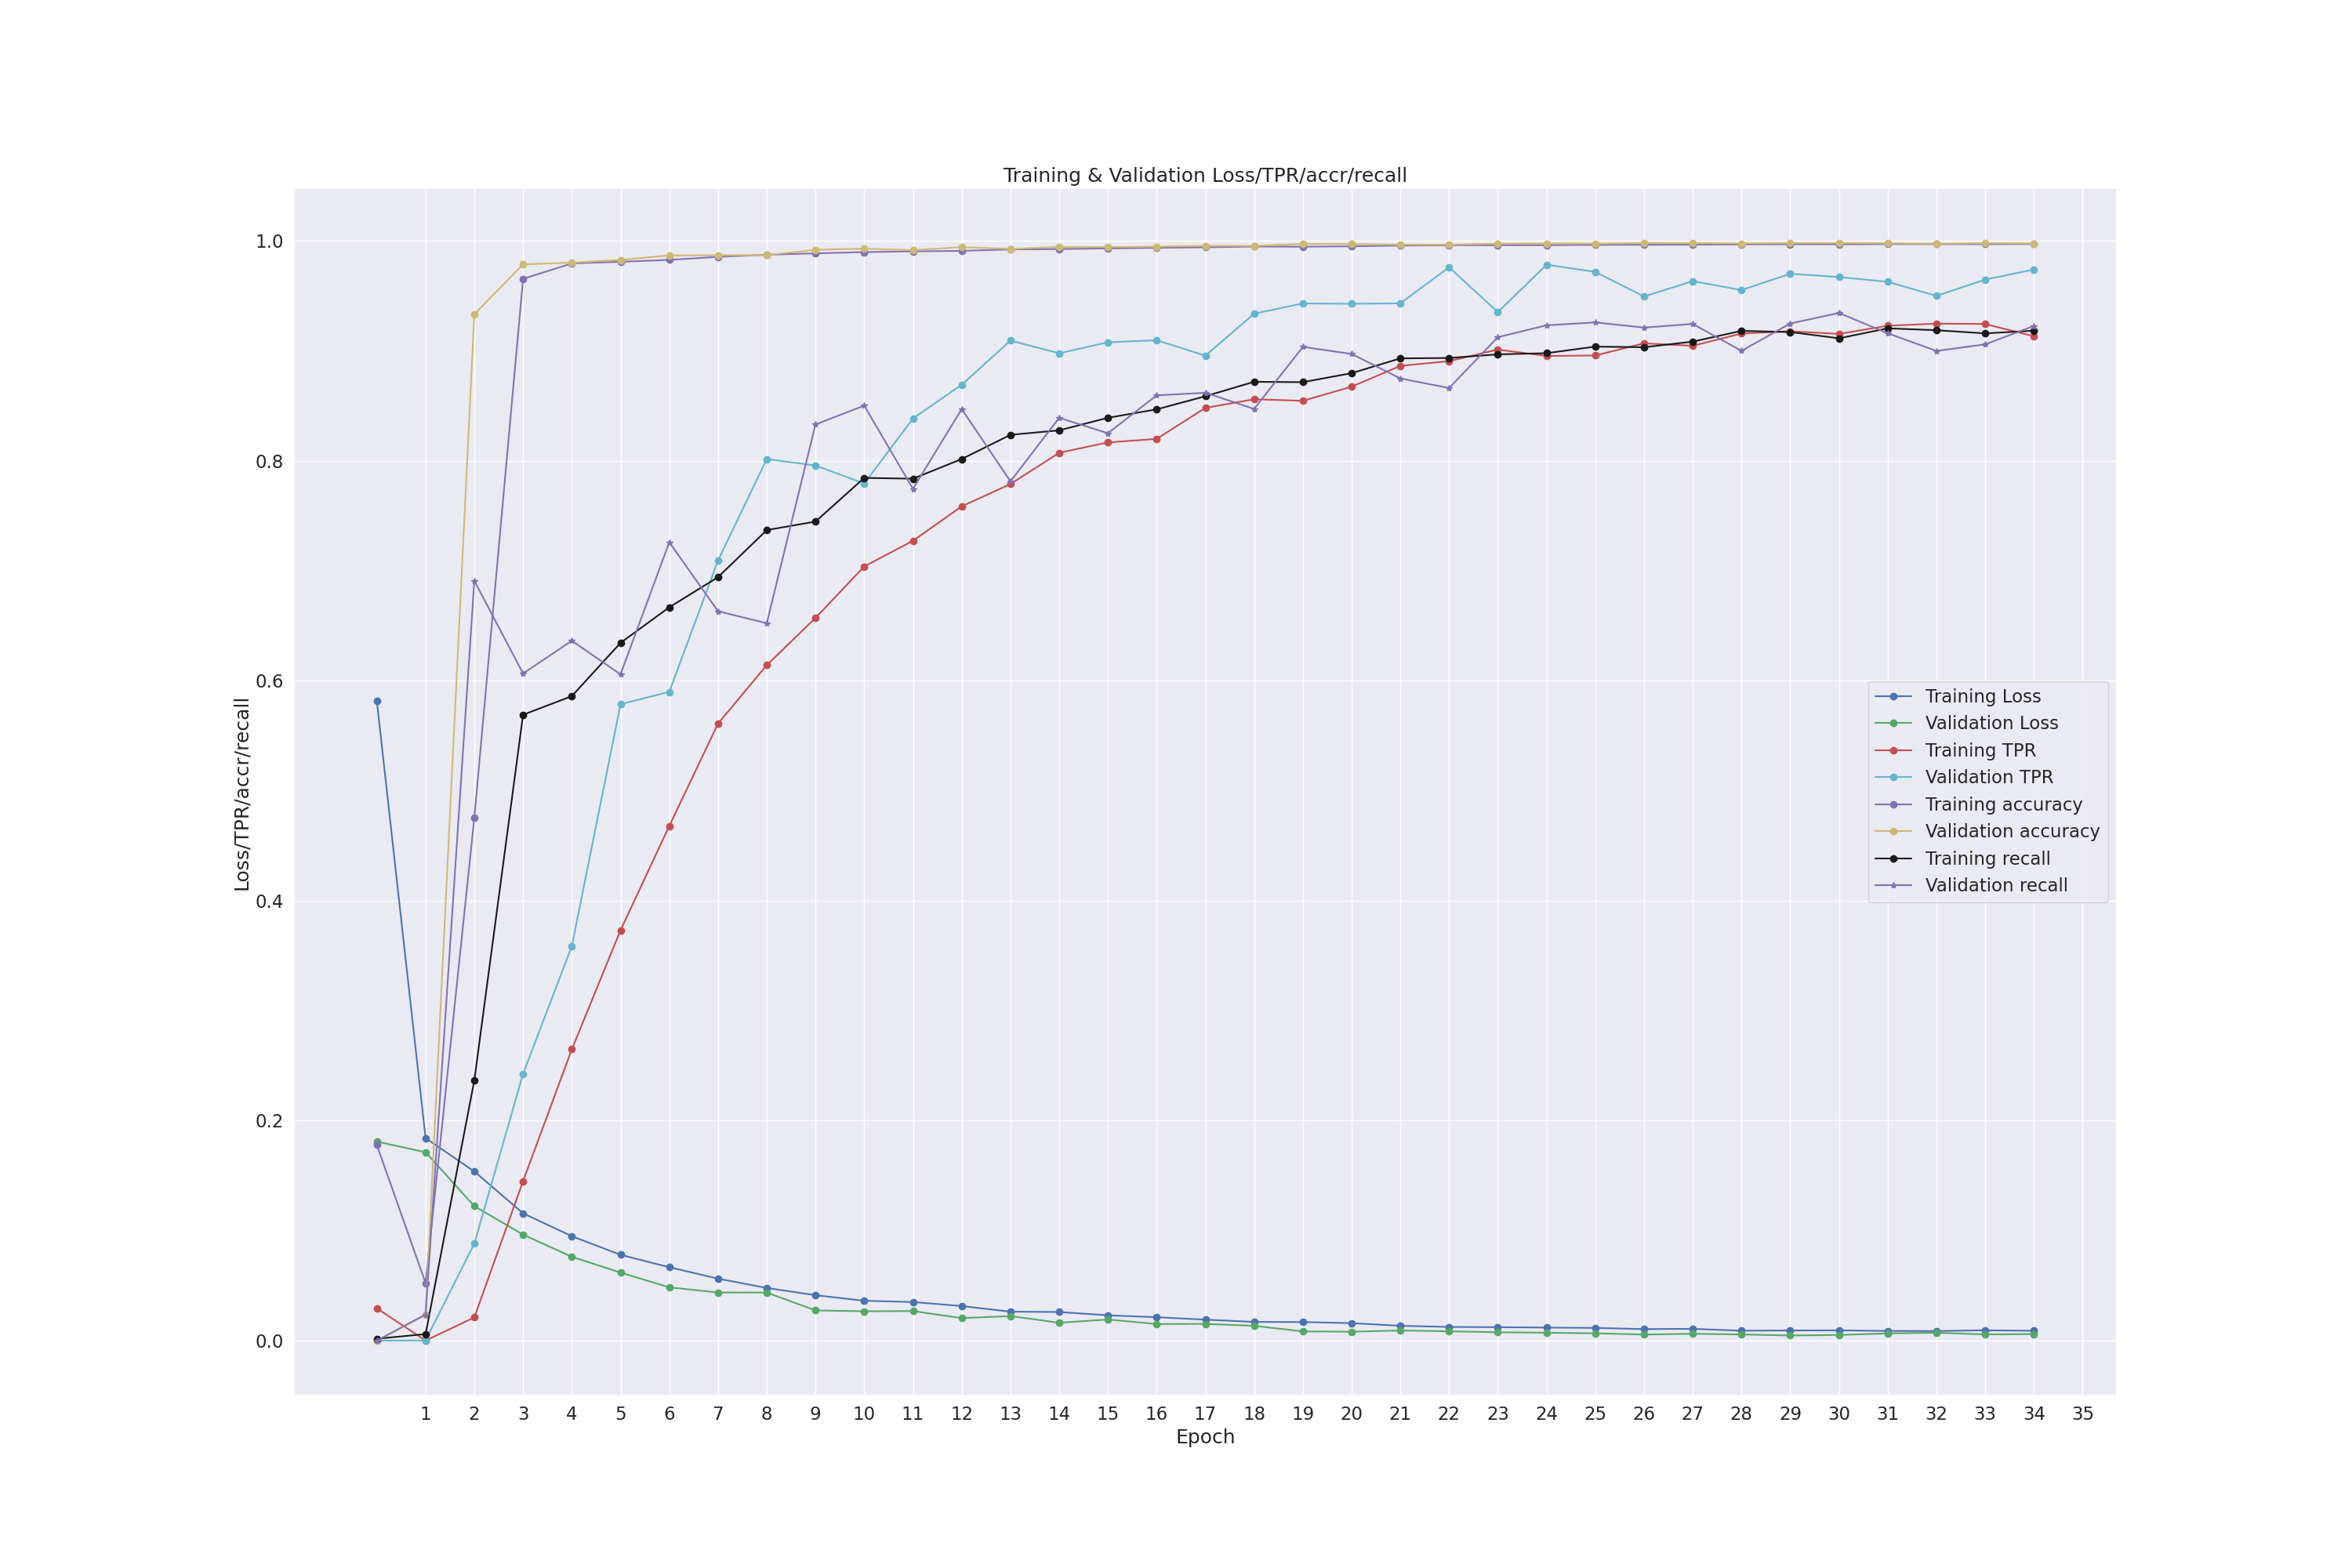 Training & Validation Loss/TPR/accr/recall
Loss/TPR/accr/recall
1.0
0.8
0.6
0.4
0.2
0.0
Training Loss
Validation Loss
Training TPR
Validation TPR
Training accuracy
Validation accuracy
Training recall
Validation recall
1 2 3 4 5 6 7 8 9 10 11 12 13 14 15 16 17 18 19 20 21 22 23 24 25 26 27 28 29 30 31 32 33 34 35
Epoch